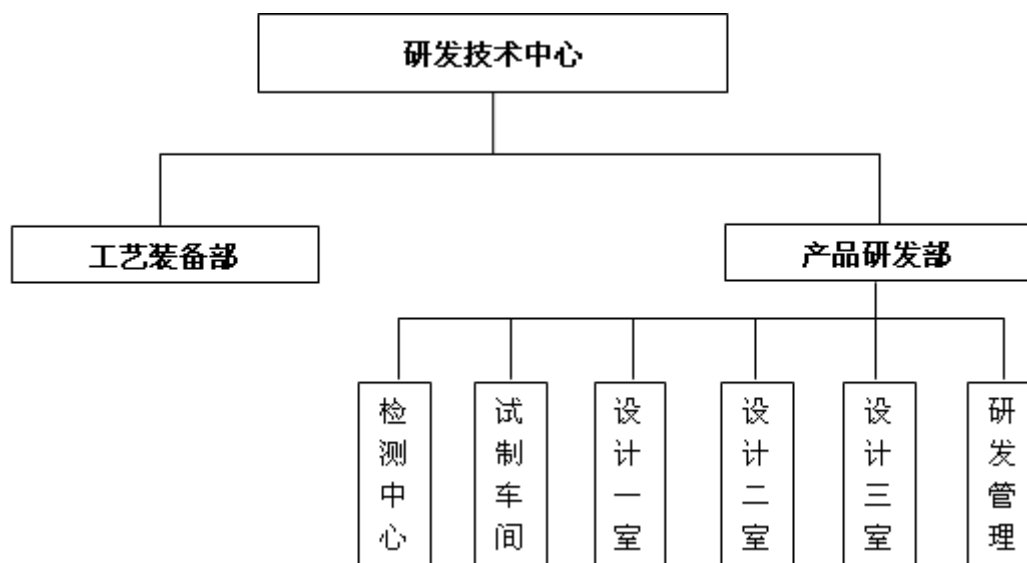 研发技术中心
工艺装备部
产品研发部
检测中心
试制车间
设计一室
设计二室
设计三室
研发管理